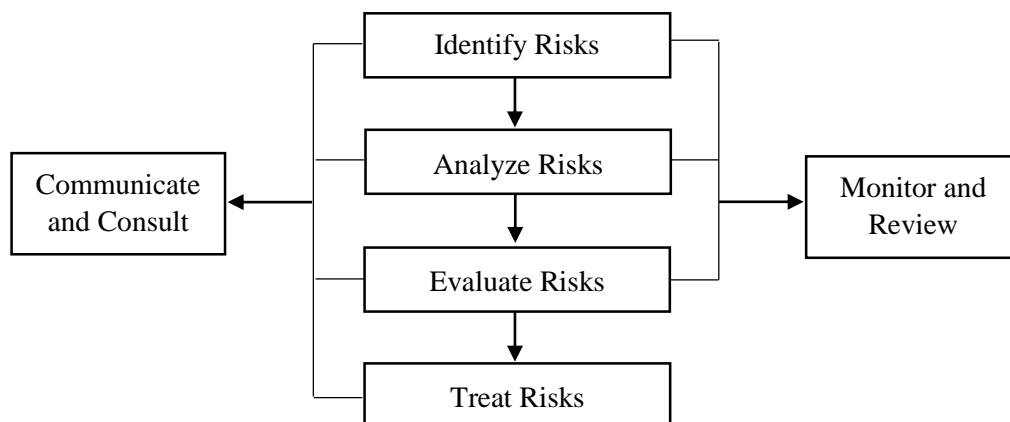 Identify Risks
Analyze Risks
Communicate
and Consult
Monitor and
Review
Evaluate Risks
Treat Risks